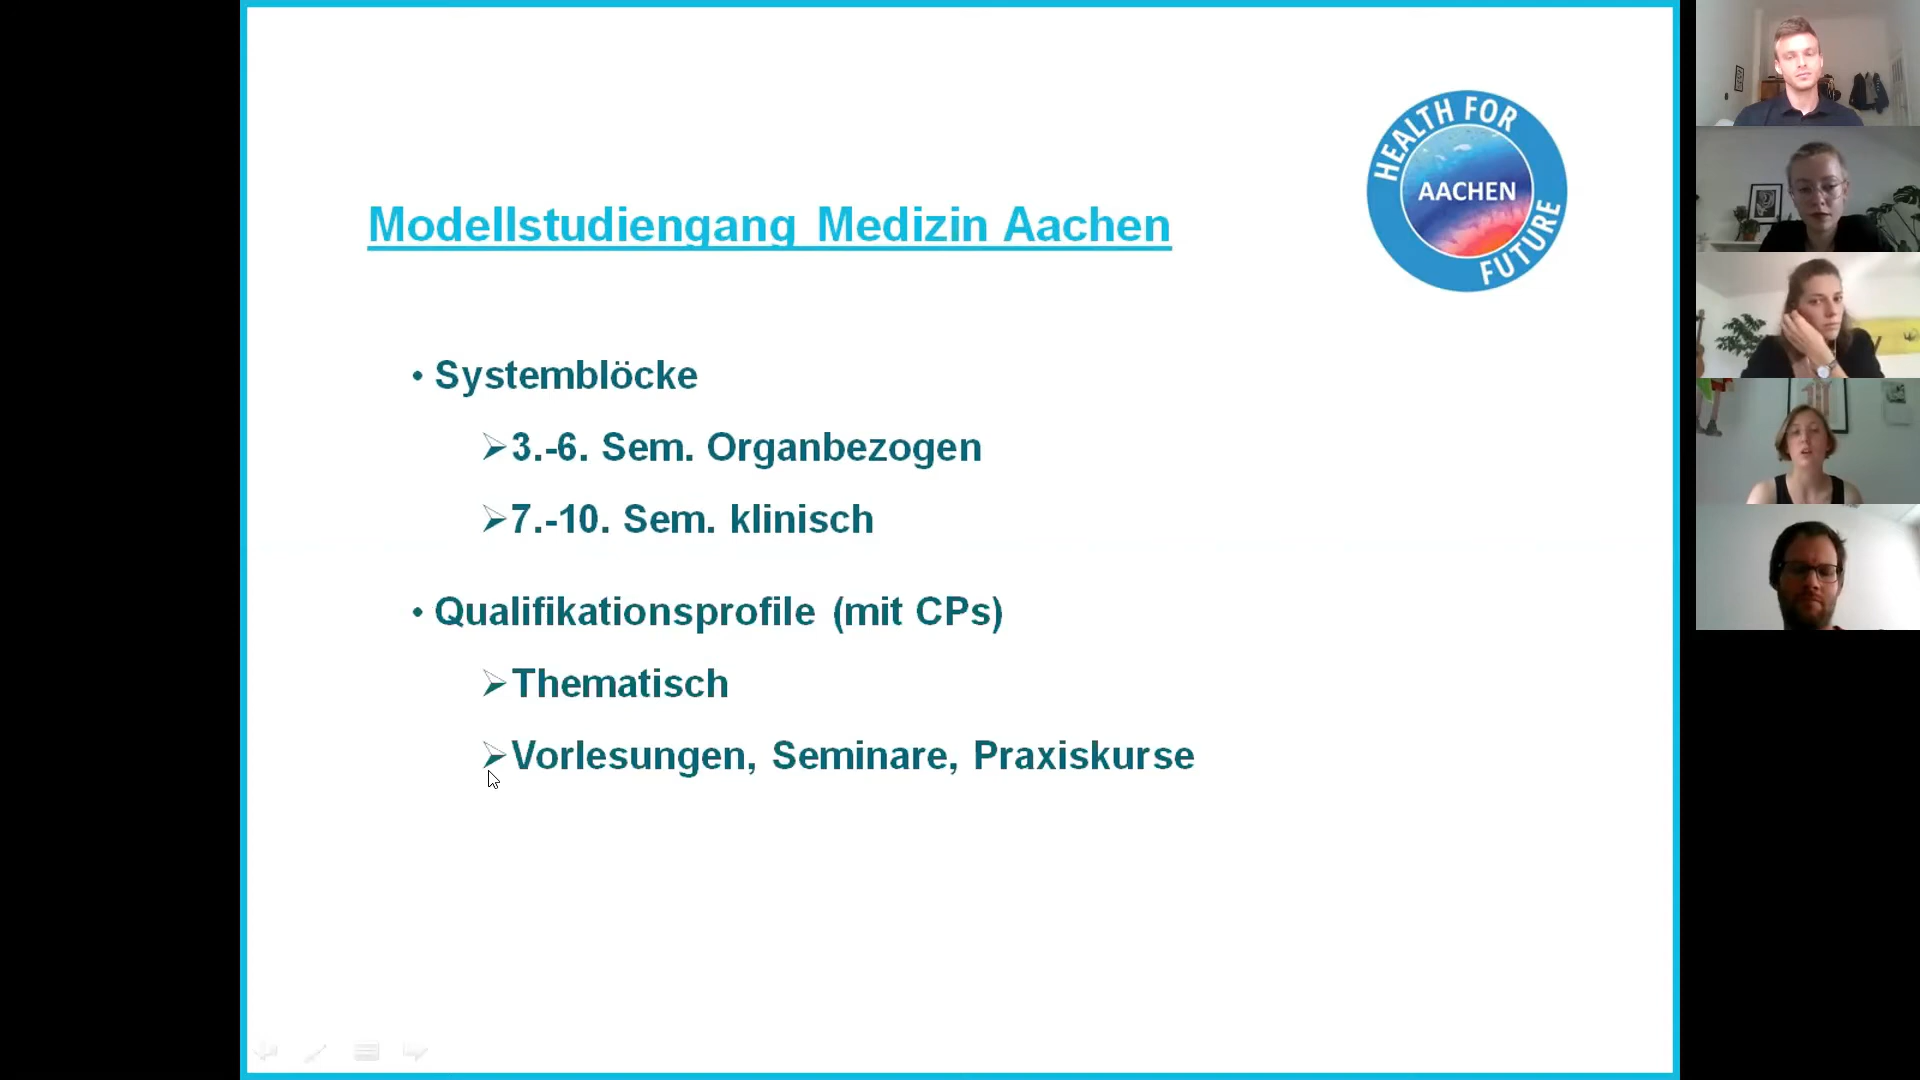 HEALTH FOR
AACHEN
FUTURE
Modellstudiengang Medizin Aachen
• Systemblöcke
➢3.-6. Sem. Organbezogen
➢7.-10. Sem. klinisch
• Qualifikationsprofile (mit CPs)
➢Thematisch
➢Vorlesungen, Seminare, Praxiskurse